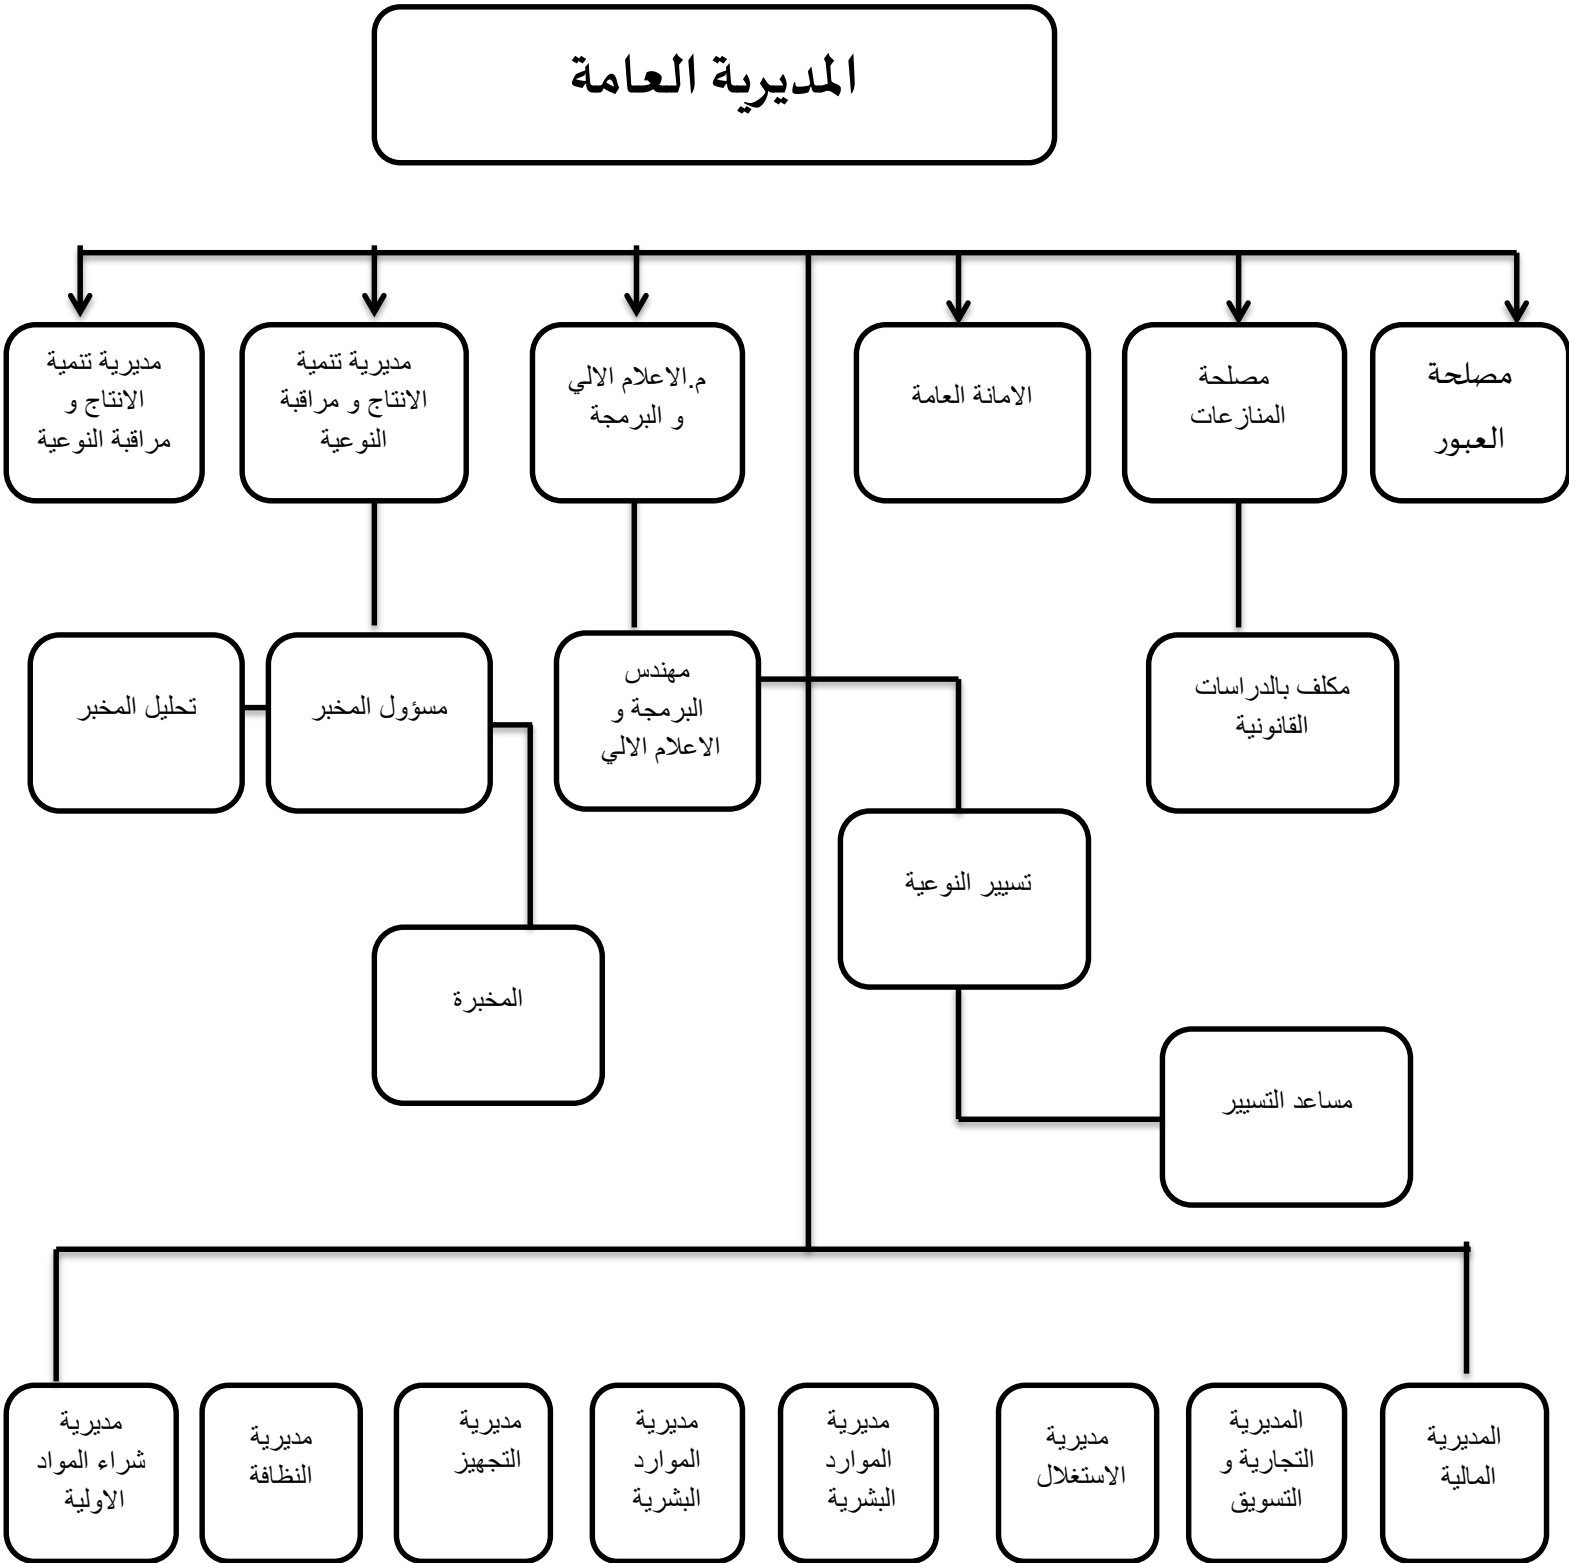 المديرية العامة
مصلحة
العبور
مصلحة
المنازعات
الامانة العامة
م.الاعلام الالي
و البرمجة
مديرية تنمية
الانتاج و مراقبة
النوعية
مديرية تنمية
الانتاج و
مراقبة النوعية
مكلف بالدراسات
القانونية
مهندس
البرمجة و
الاعلام الالي
مسؤول المخبر
تحليل المخبر
تسيير النوعية
المخبرة
مساعد التسيير
المديرية
المالية
المديرية
التجارية و
التسويق
مديرية
الاستغلال
مديرية
الموارد
البشرية
مديرية
الموارد
البشرية
مديرية
التجهيز
مديرية
النظافة
مديرية
شراء المواد
الاولية